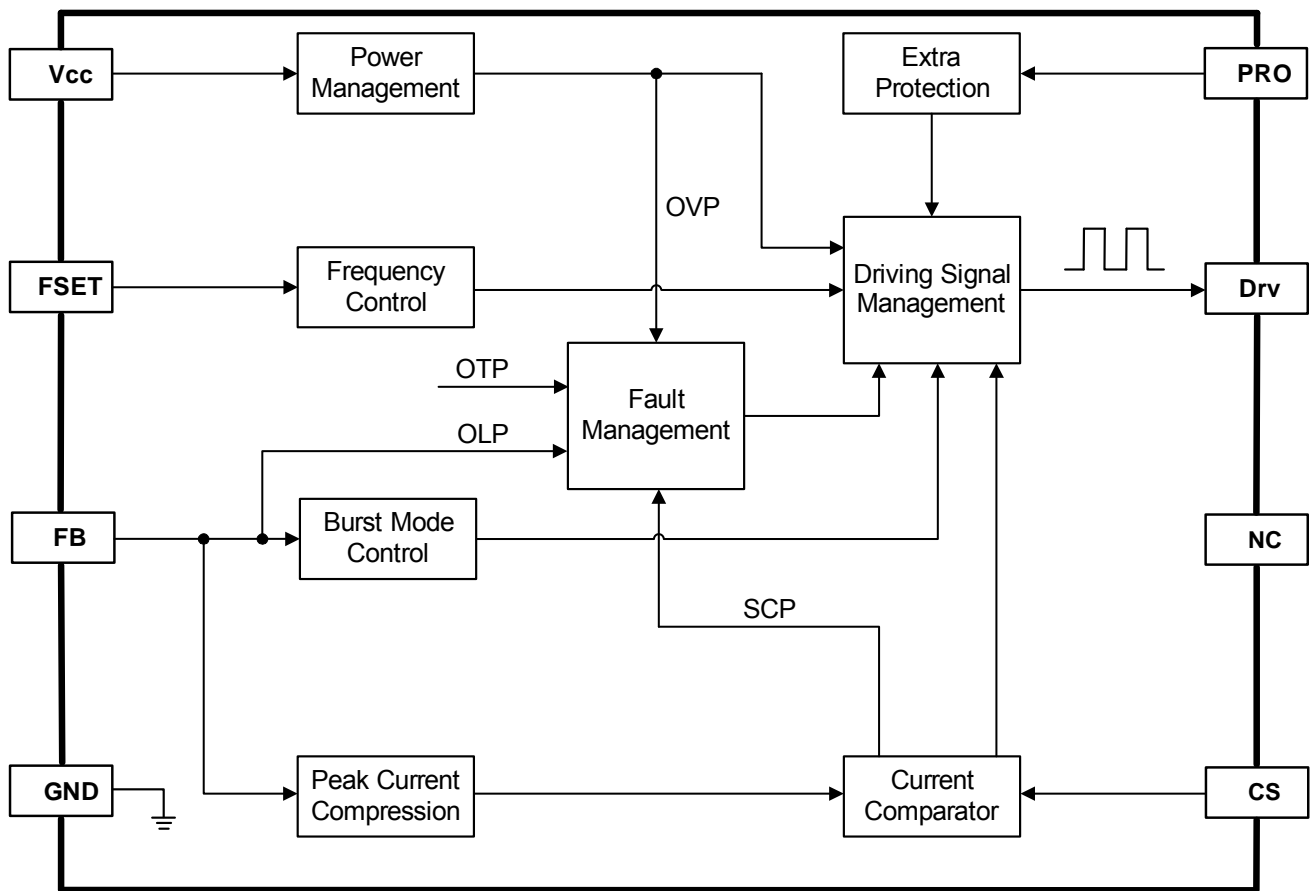 Vcc
Power
Management
Extra
Protection
PRO
OVP
FSET
Frequency
Control
Driving Signal
Management
Drv
OTP
Fault
Management
OLP
FB
Burst Mode
Control
NC
SCP
GND
Peak Current
Compression
Current
Comparator
CS